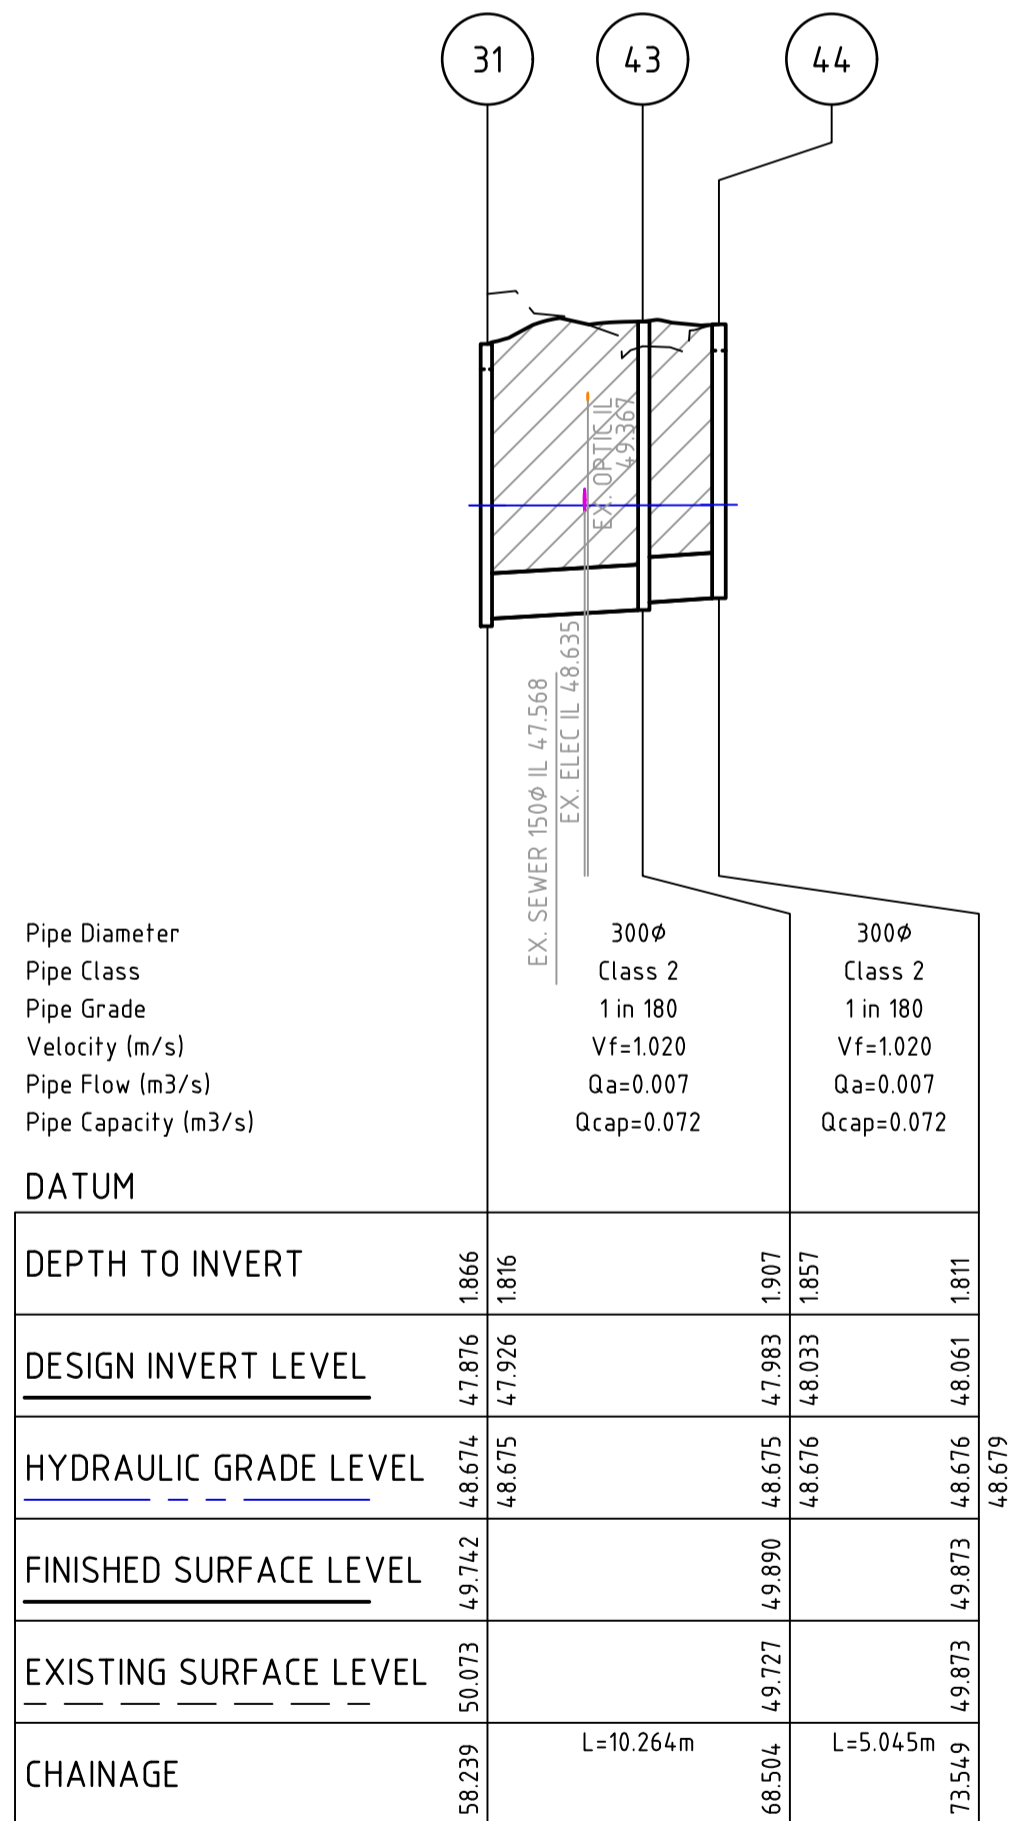 31 43 44
EX. OPTIC IL
49.367
EX. ELEC IL 48.635
EX. SEWER 150Ø IL 47.568
Pipe Diameter 300Ø 300Ø
Pipe Class Class 2 Class 2
Pipe Grade 1 in 180 1 in 180
Velocity (m/s) Vf=1.020 Vf=1.020
Pipe Flow (m3/s) Qa=0.007 Qa=0.007
Pipe Capacity (m3/s) Qcap=0.072 Qcap=0.072
DATUM
DEPTH TO INVERT 1.866 1.816 1.907 1.857 1.811
DESIGN INVERT LEVEL 47.876 47.926 47.983 48.033 48.061
HYDRAULIC GRADE LEVEL 48.674 48.675 48.675 48.676 48.676 48.679
FINISHED SURFACE LEVEL 49.742 49.890 49.873
EXISTING SURFACE LEVEL 50.073 49.727 49.873
CHAINAGE 58.239 L=10.264m 68.504 L=5.045m 73.549